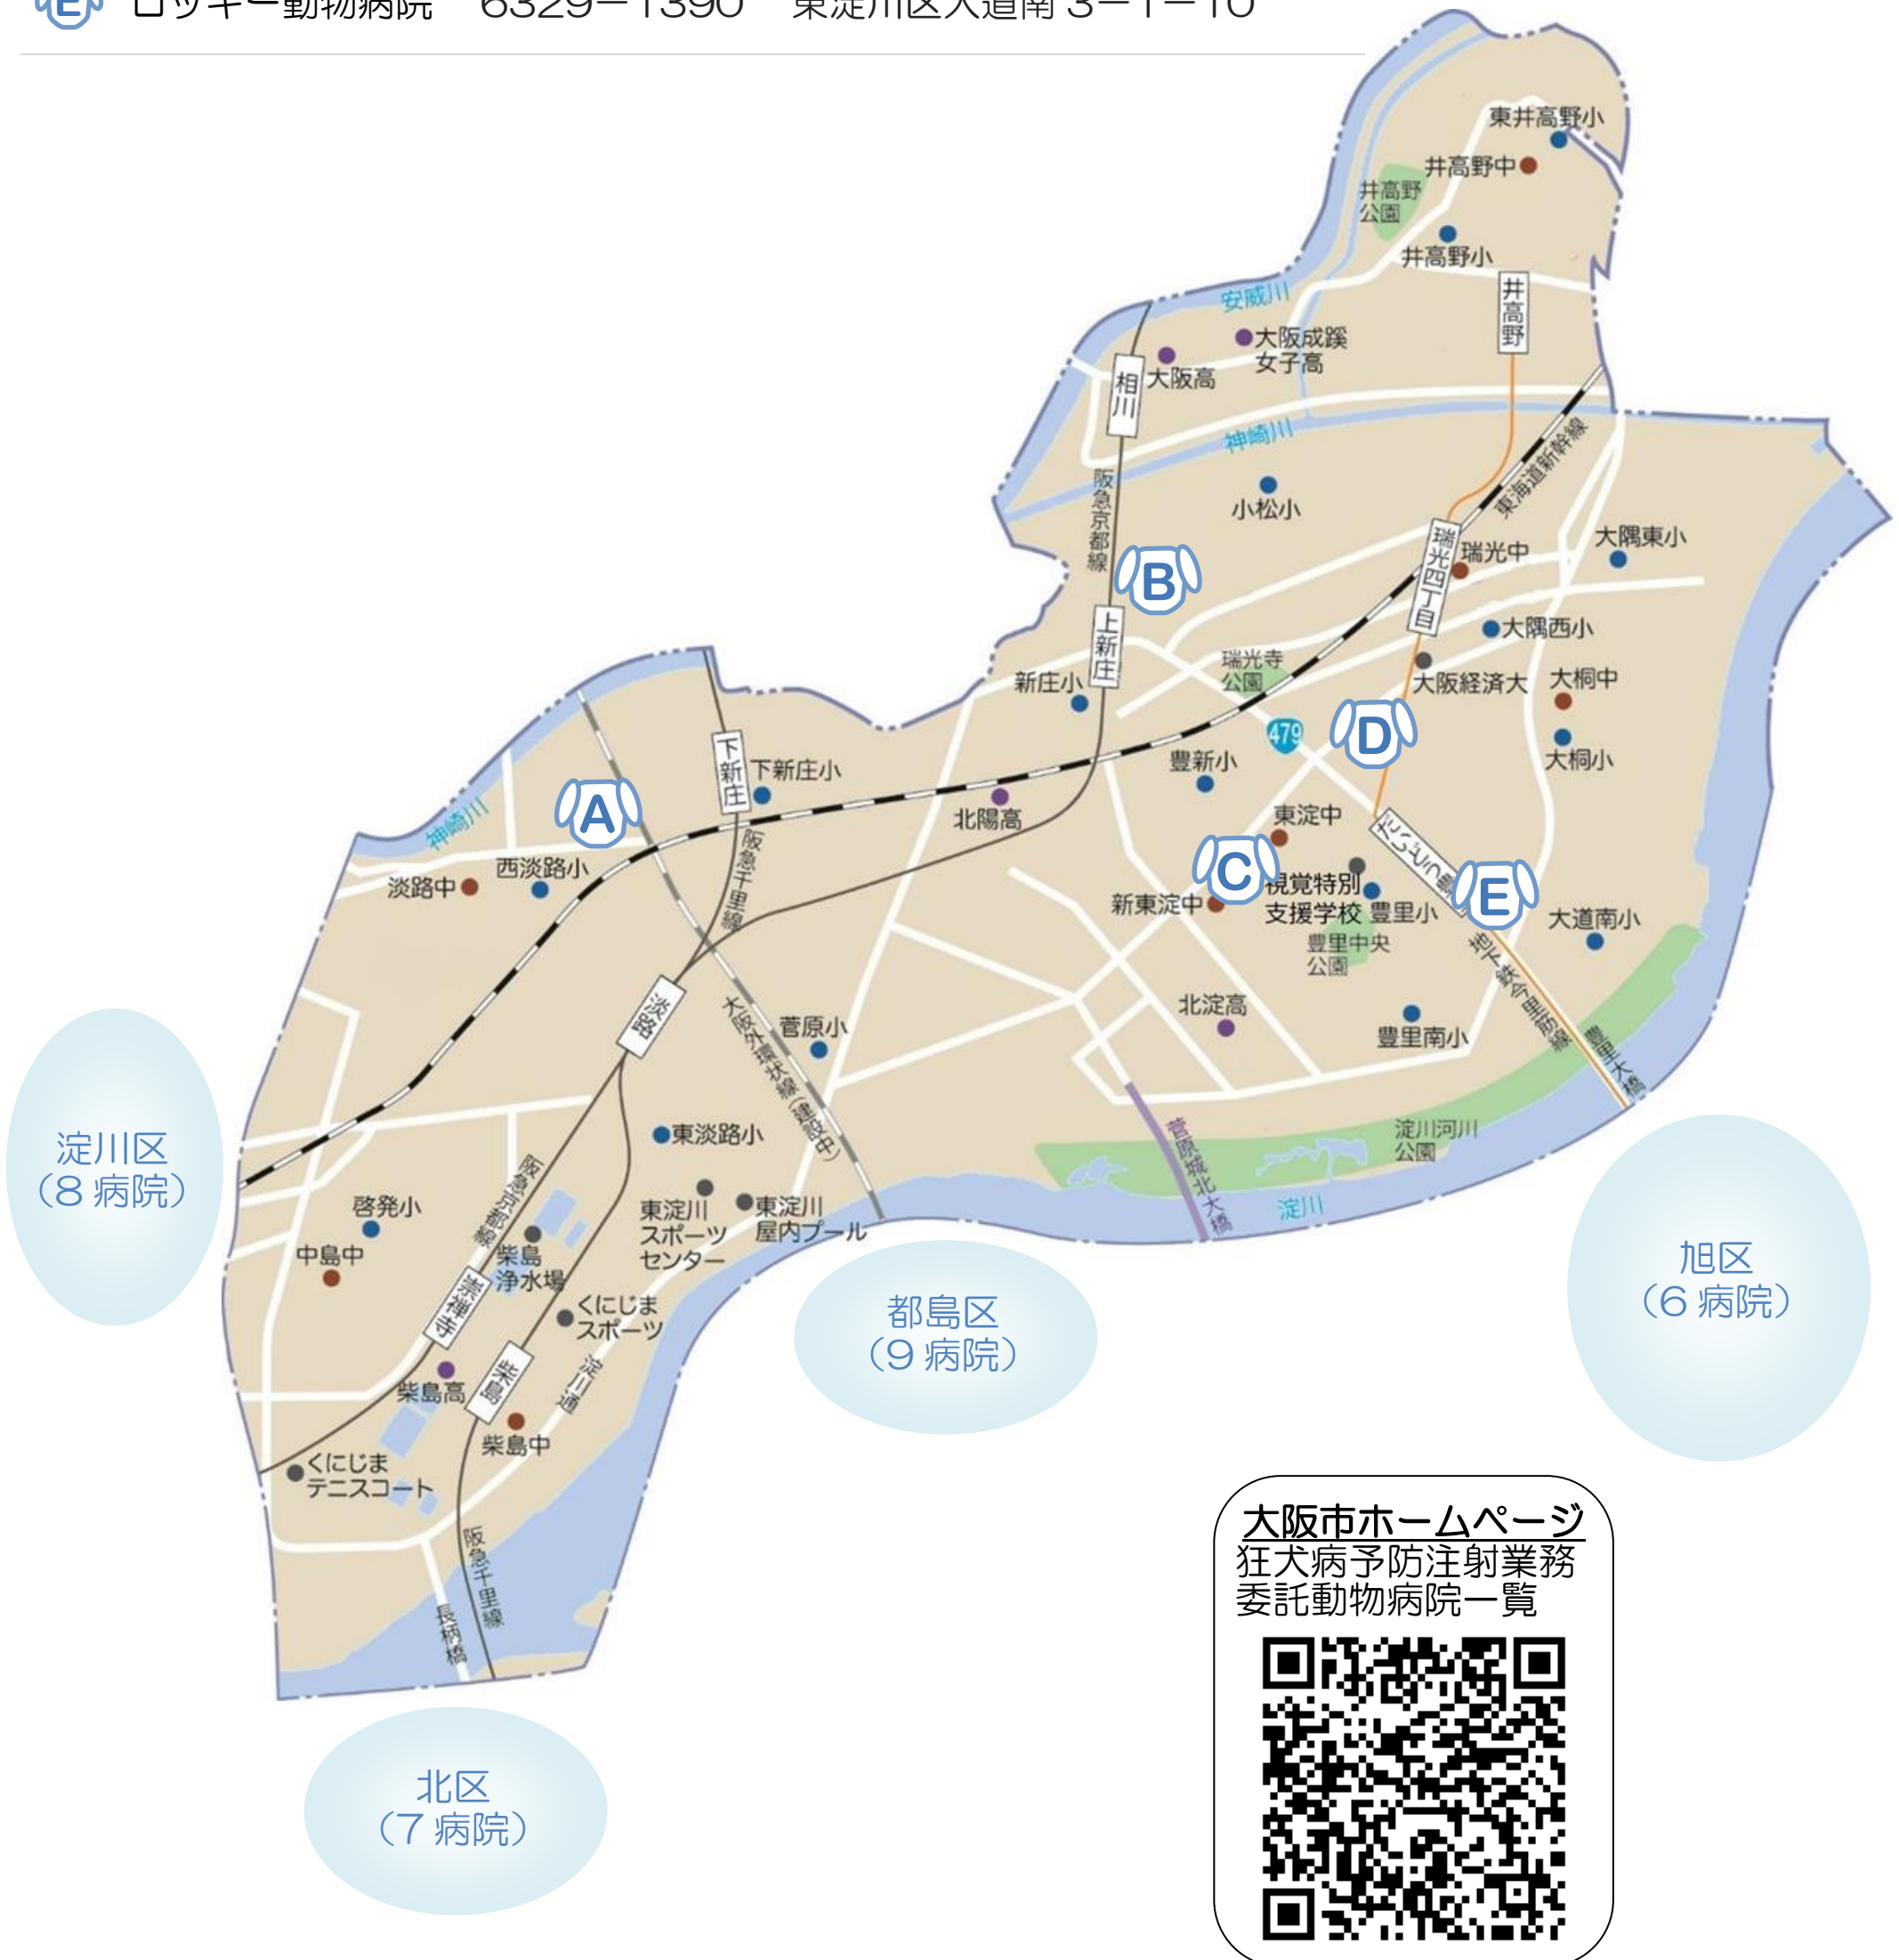 E ロッキー動物病院 6329－1390 東淀川区大道南3－1－10
東井高野小
井高野中
井高野
公園
井高野小
井高野
安威川
大阪成蹊
女子高
大阪高
相川
神崎川
東海道新幹線
阪急京都線
小松小
瑞光四丁目
瑞光中
大隅東小
B
上新庄
大隅西小
瑞光寺
公園
新庄小
大阪経済大
大桐中
479
D
下新庄
下新庄小
豊新小
大桐小
A
神崎川
北陽高
東淀中
だいどう豊
阪急千里線
西淡路小
淡路中
C
視覚特別
支援学校
新東淀中
豊里小
E
大道南小
豊里中央
公園
地下鉄今里筋線
淡路
大阪外環状線(建設中)
菅原小
北淀高
豊里南小
豊里大橋
東淡路小
菅原城北大橋
淀川河川
公園
淀川
淀川区
（8病院）
阪急京都線
啓発小
中島中
柴島
浄水場
東淀川
スポーツ
センター
東淀川
屋内プール
旭区
（6病院）
崇禅寺
くにじま
スポーツ
都島区
（9病院）
柴島
淀川通
柴島高
柴島中
くにじま
テニスコート
阪急千里線
長柄橋
北区
（7病院）
大阪市ホームページ
狂犬病予防注射業務
委託動物病院一覧